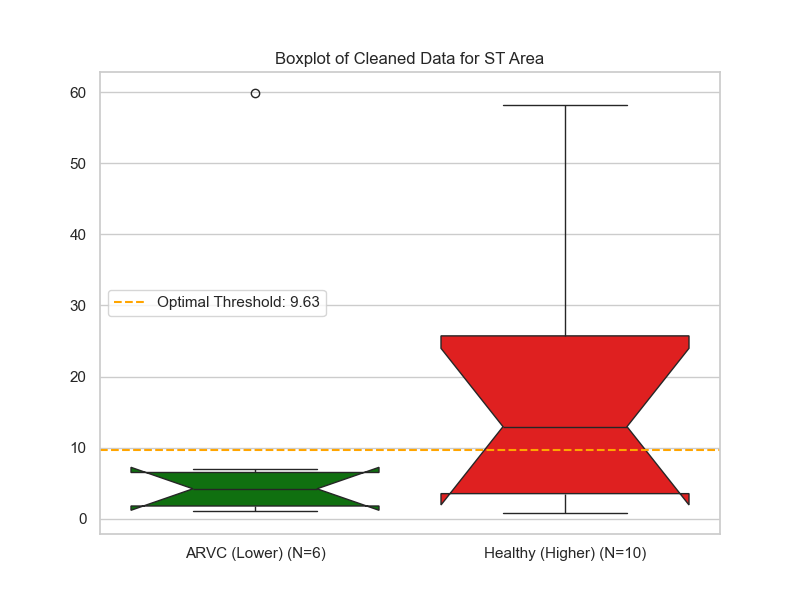 Boxplot of Cleaned Data for ST Area
60
50
40
30
20
10
0
Optimal Threshold: 9.63
ARVC (Lower) (N=6)
Healthy (Higher) (N=10)